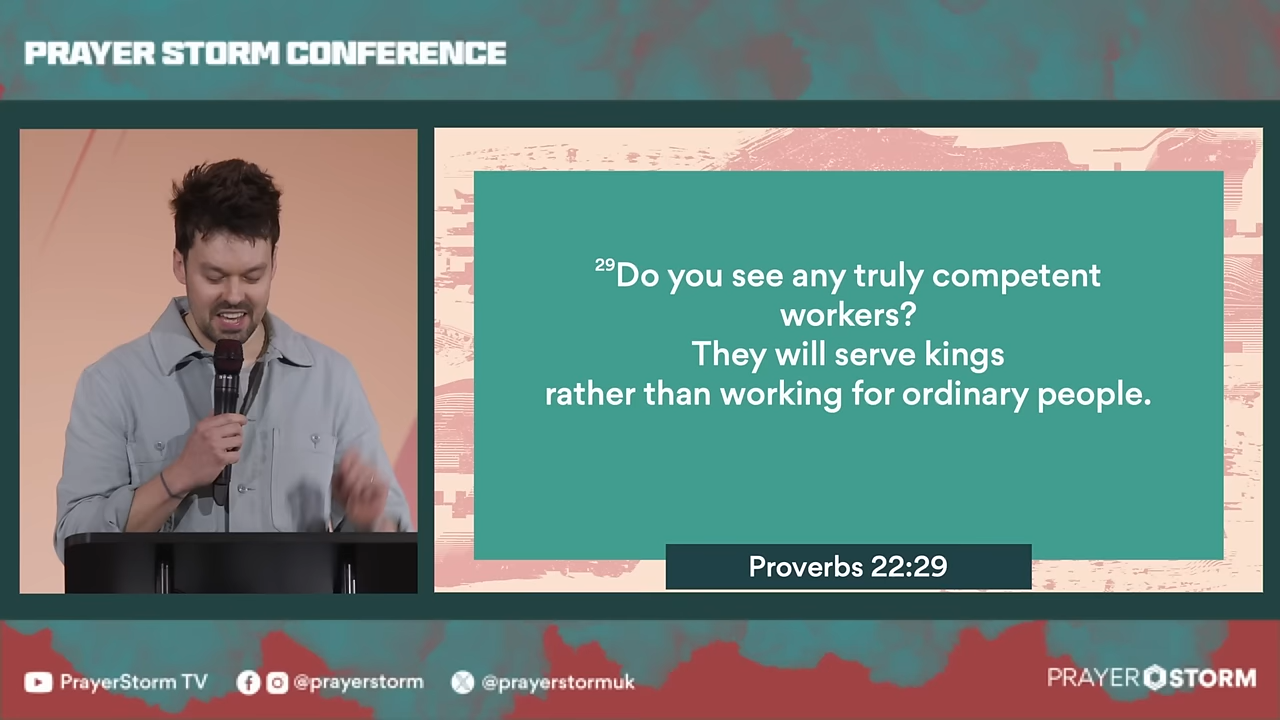 PRAYER STORM CONFERENCE
29Do you see any truly competent
workers?
They will serve kings
rather than working for ordinary people.
Proverbs 22:29
PrayerStorm TV
@prayerstorm
@prayerstormuk
PRAYER STORM